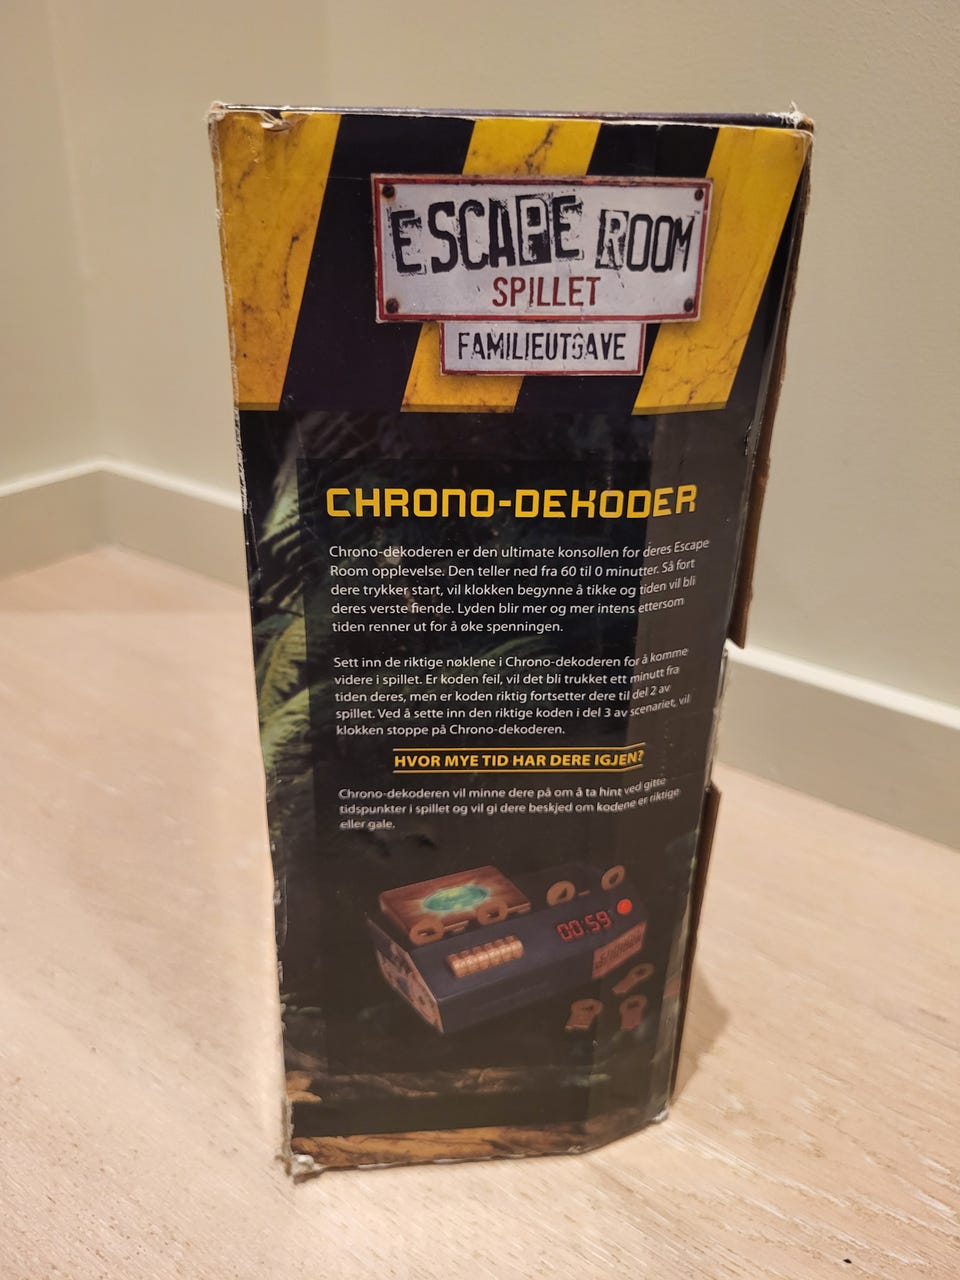 ESCAPE ROOM
SPILLET
FAMILIEUTGAVE
CHRONO-DEKODER
Chrono-dekoderen er den ultimate konsollen for deres Escape
Room opplevelse. Den teller ned fra 60 til 0 minutter. Så fort
dere trykker start, vil klokken begynne å tikke og tiden vil bli
deres verste fiende. Lyden blir mer og mer intens ettersom
tiden renner ut for å øke spenningen.
Sett inn de riktige nøklene i Chrono-dekoderen for å komme
videre i spillet. Er koden feil, vil det bli trukket ett minutt fra
tiden deres, men er koden riktig fortsetter dere til del 2 av
spillet. Ved å sette inn den riktige koden i del 3 av scenariet, vil
klokken stoppe på Chrono-dekoderen.
HVOR MYE TID HAR DERE IGJEN?
Chrono-dekoderen vil minne dere på om å ta hint ved gitte
tidspunkter i spillet og vil gi dere beskjed om kodene er riktige
eller gale.
00:59